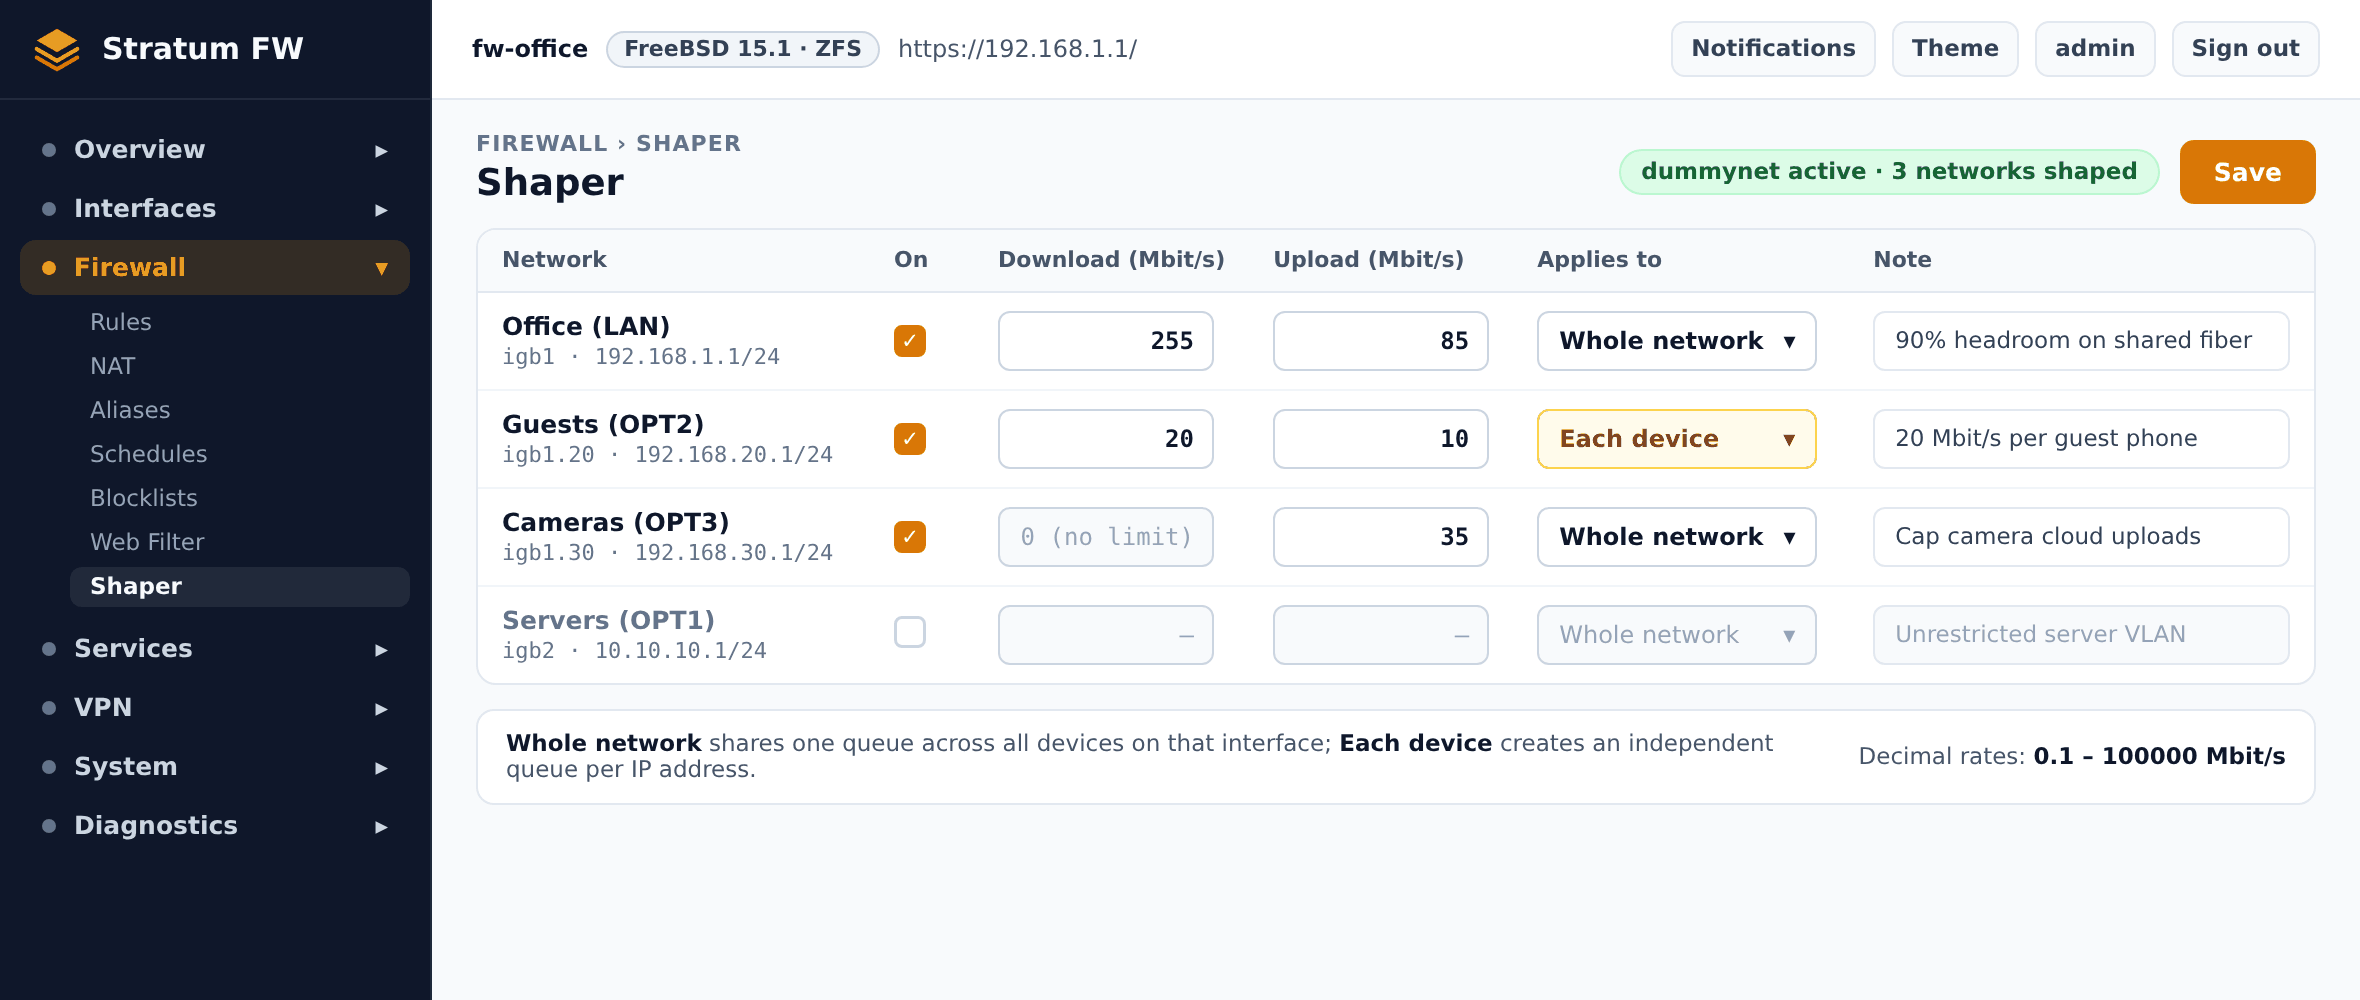 Stratum FW
fw-office
FreeBSD 15.1 · ZFS
https://192.168.1.1/
Notifications
Theme
admin
Sign out
Overview
Interfaces
Firewall
Rules
NAT
Aliases
Schedules
Blocklists
Web Filter
Shaper
Services
VPN
System
Diagnostics
FIREWALL › SHAPER
Shaper
dummynet active · 3 networks shaped
Save
Network On Download (Mbit/s) Upload (Mbit/s) Applies to Note
Office (LAN)
igb1 · 192.168.1.1/24
✓ 255 85 Whole network ▼ 90% headroom on shared fiber
Guests (OPT2)
igb1.20 · 192.168.20.1/24
✓ 20 10 Each device ▼ 20 Mbit/s per guest phone
Cameras (OPT3)
igb1.30 · 192.168.30.1/24
✓ 0 (no limit) 35 Whole network ▼ Cap camera cloud uploads
Servers (OPT1)
igb2 · 10.10.10.1/24
– – Whole network ▼ Unrestricted server VLAN
Whole network shares one queue across all devices on that interface; Each device creates an independent
queue per IP address.
Decimal rates: 0.1 – 100000 Mbit/s